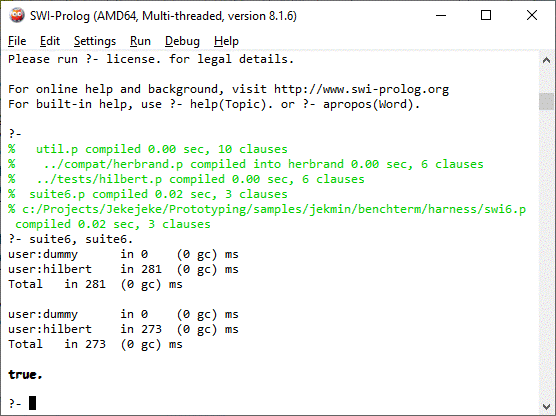 SWI-Prolog (AMD64, Multi-threaded, version 8.1.6)
File Edit Settings Run Debug Help
Please run ?- license. for legal details.
For online help and background, visit http://www.swi-prolog.org
For built-in help, use ?- help(Topic). or ?- apropos(Word).
?-
%   util.p compiled 0.00 sec, 10 clauses
%    ../compat/herbrand.p compiled into herbrand 0.00 sec, 6 clauses
%   ../tests/hilbert.p compiled 0.00 sec, 6 clauses
%  suite6.p compiled 0.02 sec, 3 clauses
% c:/Projects/Jekejeke/Prototyping/samples/jekmin/benchterm/harness/swi6.p
 compiled 0.02 sec, 3 clauses
?- suite6, suite6.
user:dummy      in 0    (0 gc) ms
user:hilbert    in 281  (0 gc) ms
Total   in 281  (0 gc) ms
user:dummy      in 0    (0 gc) ms
user:hilbert    in 273  (0 gc) ms
Total   in 273  (0 gc) ms
true.
?-